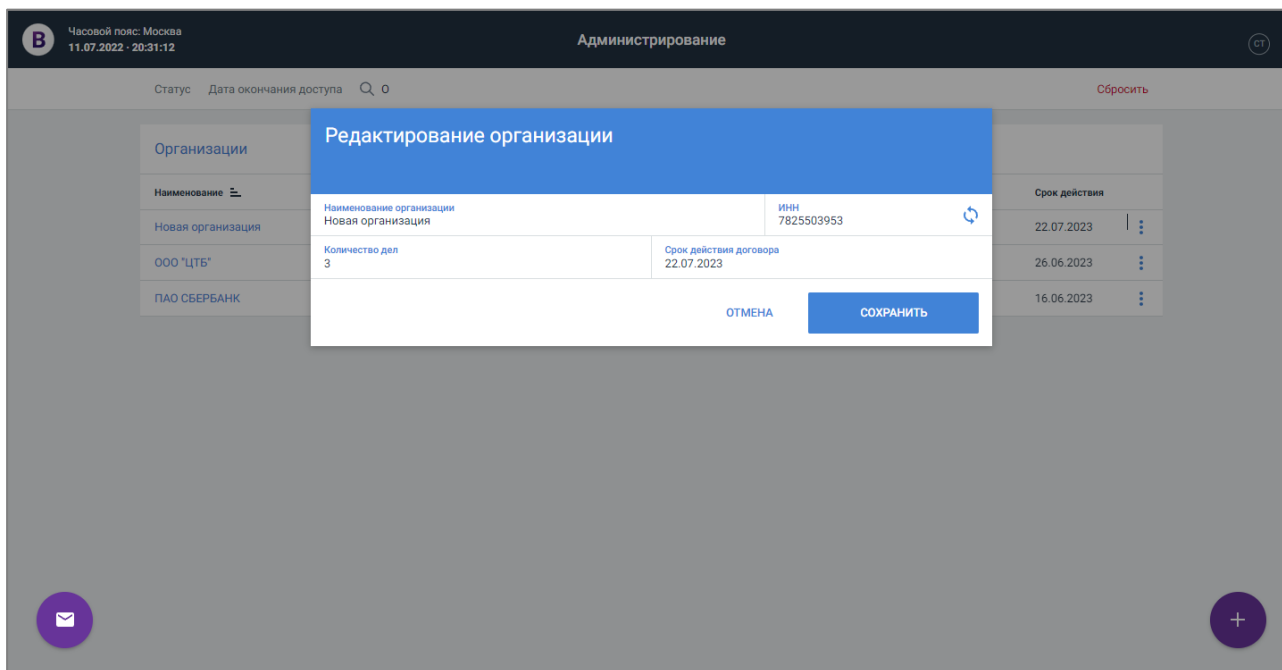 B
Часовой пояс: Москва
11.07.2022 · 20:31:12
Администрирование
СТ
Статус Дата окончания доступа О Сбросить
Организации
Редактирование организации
Наименование Срок действия
Наименование организации ИНН
Новая организация 7825503953
Новая организация 22.07.2023
Количество дел Срок действия договора
3 22.07.2023
ООО "ЦТБ" 26.06.2023
ПАО СБЕРБАНК 16.06.2023
ОТМЕНА СОХРАНИТЬ